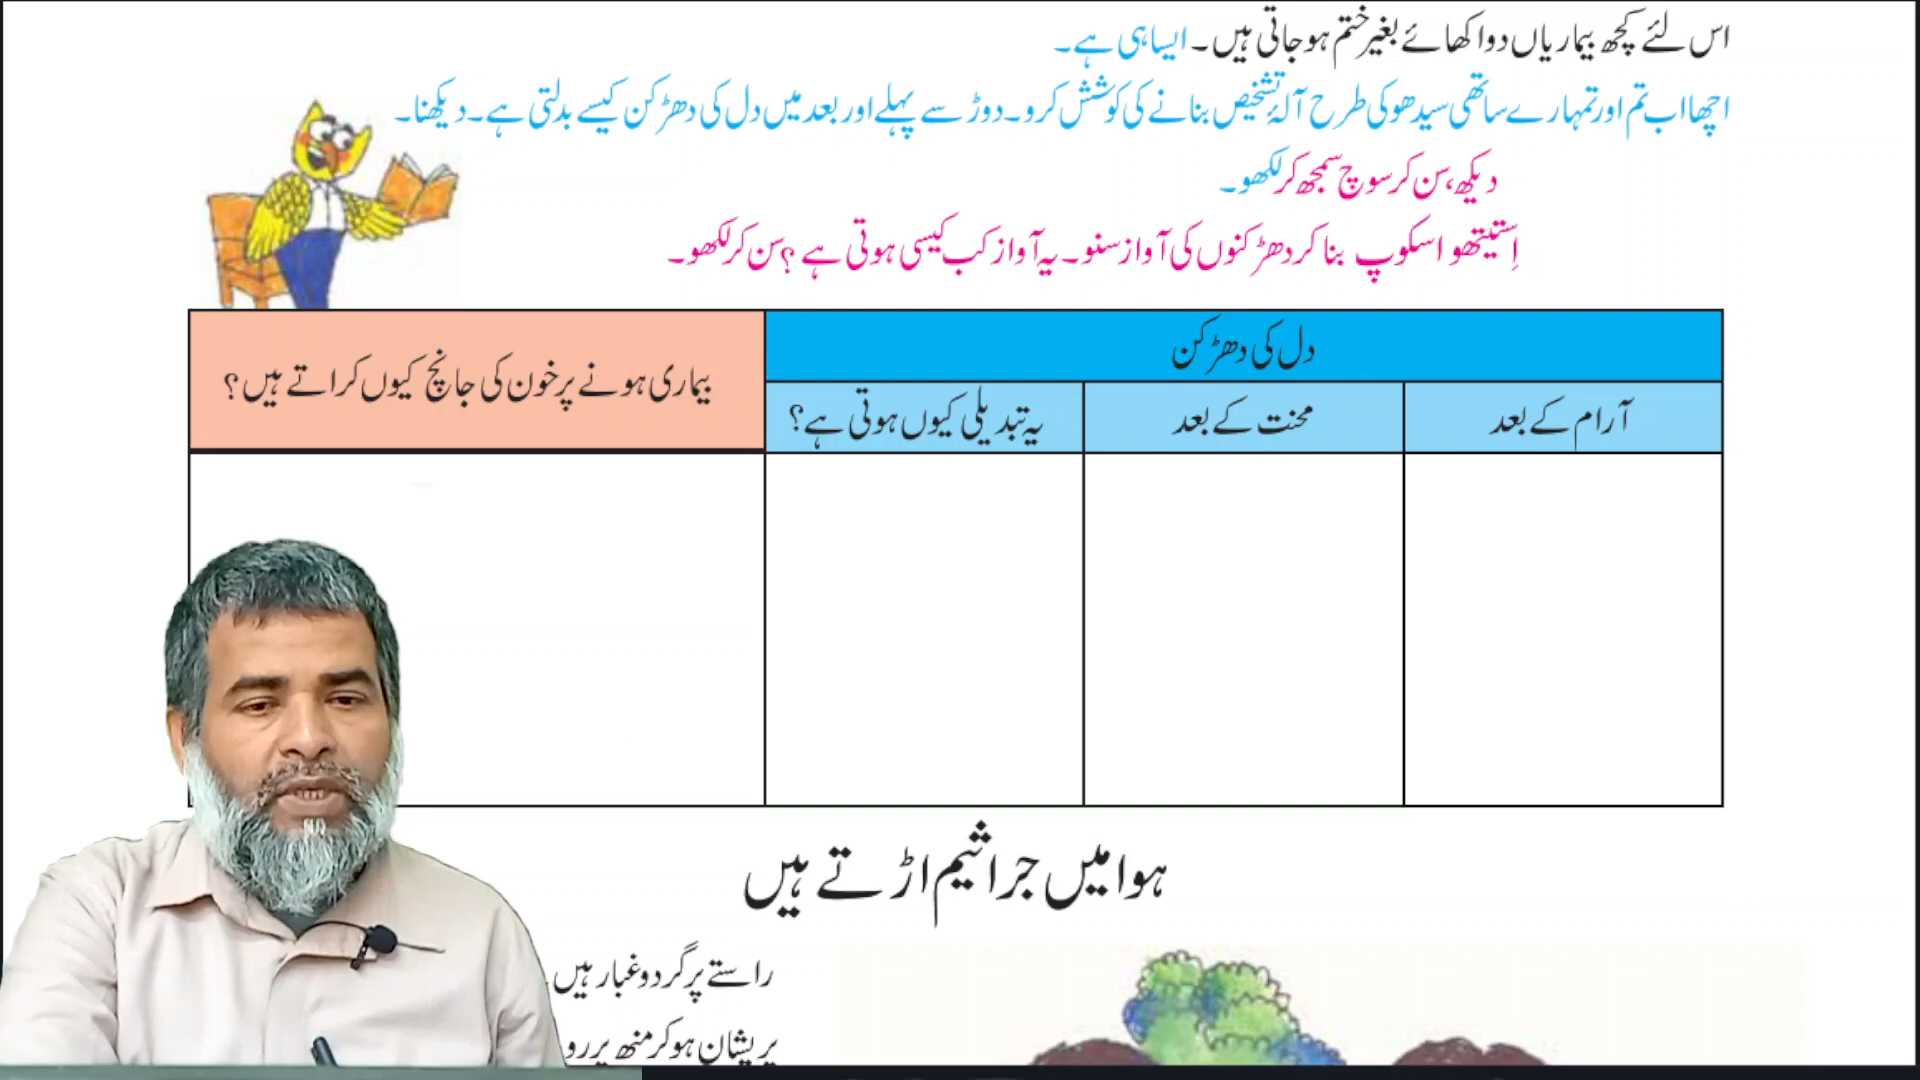 اس لئے کچھ بیماریاں دوا کھائے بغیر ختم ہوجاتی ہیں۔ ایسا ہی ہے۔
اچھا اب تم اور تمہارے ساتھی سیدھو کی طرح آلۂ تشخیص بنانے کی کوشش کرو۔ دوڑ سے پہلے اور بعد میں دل کی دھڑکن کیسے بدلتی ہے۔ دیکھنا۔
دیکھ، سن کر سوچ سمجھ کر لکھو۔
اِسٹیتھو اسکوپ بنا کر دھڑکنوں کی آواز سنو۔ یہ آواز کب کیسی ہوتی ہے؟ سن کر لکھو۔
دل کی دھڑکن
بیماری ہونے پر خون کی جانچ کیوں کراتے ہیں؟
آرام کے بعد
محنت کے بعد
یہ تبدیلی کیوں ہوتی ہے؟
ہوا میں جراثیم اڑتے ہیں
راستے پر گرد و غبار ہیں
پریشان ہو کر منھ پر رو